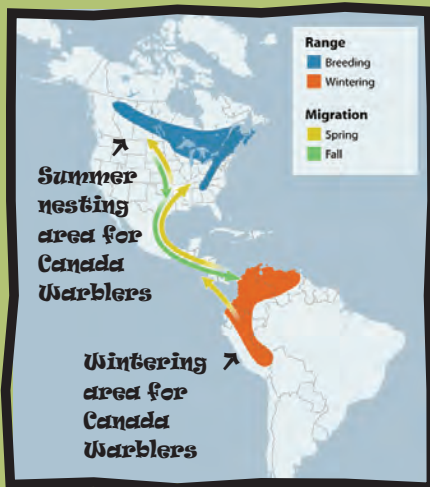 Range
Breeding
Wintering
Migration
Spring
Fall
Summer
nesting
area for
Canada
Warblers
Wintering
area for
Canada
Warblers